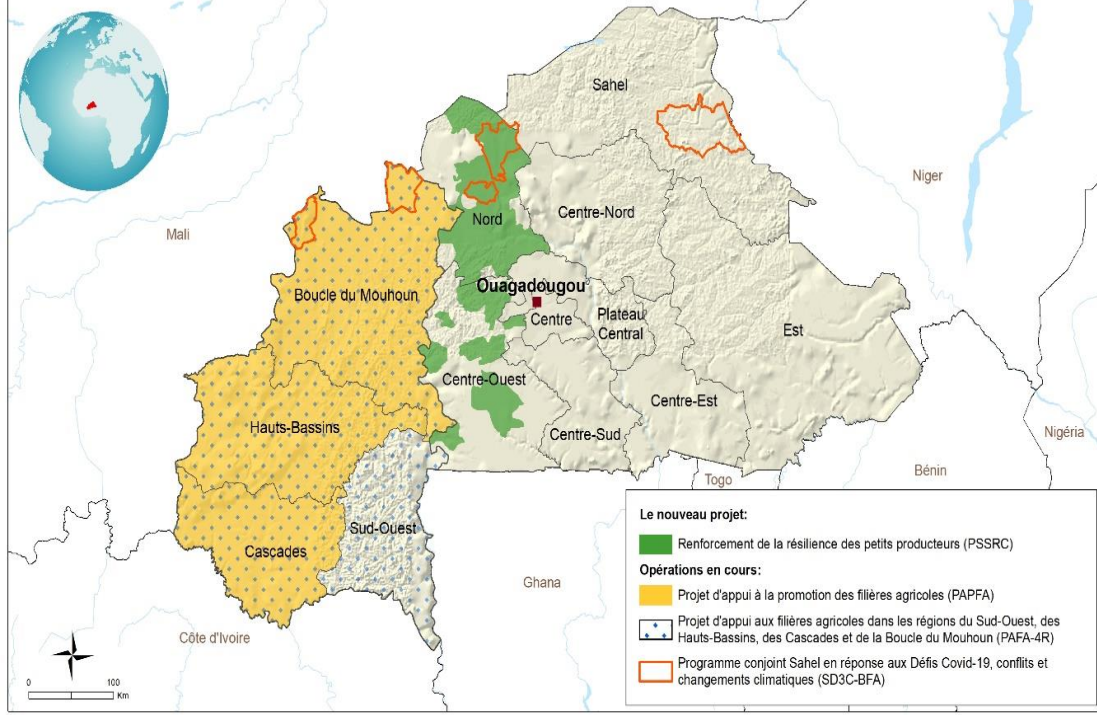 Sahel
Niger
Centre-Nord
Nord
Mali
Ouagadougou
Boucle du Mouhoun
Centre
Plateau
Central
Est
Centre-Ouest
Centre-Est
Hauts-Bassins
Centre-Sud
Nigéria
Bénin
Togo
Sud-Ouest
Cascades
Ghana
Côte d'Ivoire
0 100
Km
Le nouveau projet:
Renforcement de la résilience des petits producteurs (PSSRC)
Opérations en cours:
Projet d'appui à la promotion des filières agricoles (PAPFA)
Projet d'appui aux filières agricoles dans les régions du Sud-Ouest, des
Hauts-Bassins, des Cascades et de la Boucle du Mouhoun (PAFA-4R)
Programme conjoint Sahel en réponse aux Défis Covid-19, conflits et
changements climatiques (SD3C-BFA)